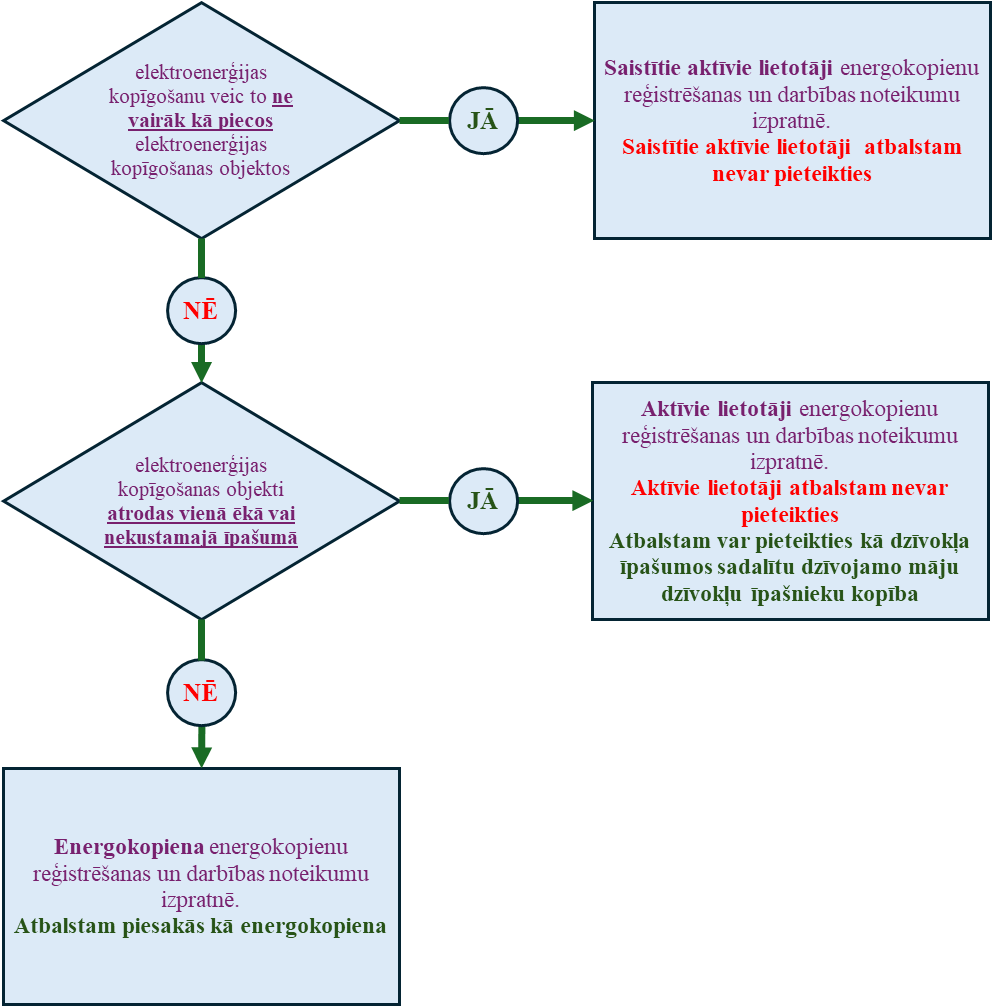 elektroenerģijas
kopīgošanu veic to ne
vairāk kā piecos
elektroenerģijas
kopīgošanas objektos
JĀ
Saistītie aktīvie lietotāji energokopienu
reģistrēšanas un darbības noteikumu
izpratnē.
Saistītie aktīvie lietotāji atbalstam
nevar pieteikties
NĒ
elektroenerģijas
kopīgošanas objekti
atrodas vienā ēkā vai
nekustamajā īpašumā
JĀ
Aktīvie lietotāji energokopienu
reģistrēšanas un darbības noteikumu
izpratnē.
Aktīvie lietotāji atbalstam nevar
pieteikties
Atbalstam var pieteikties kā dzīvokļa
īpašumos sadalītu dzīvojamo māju
dzīvokļu īpašnieku kopība
NĒ
Energokopiena energokopienu
reģistrēšanas un darbības noteikumu
izpratnē.
Atbalstam piesakās kā energokopiena